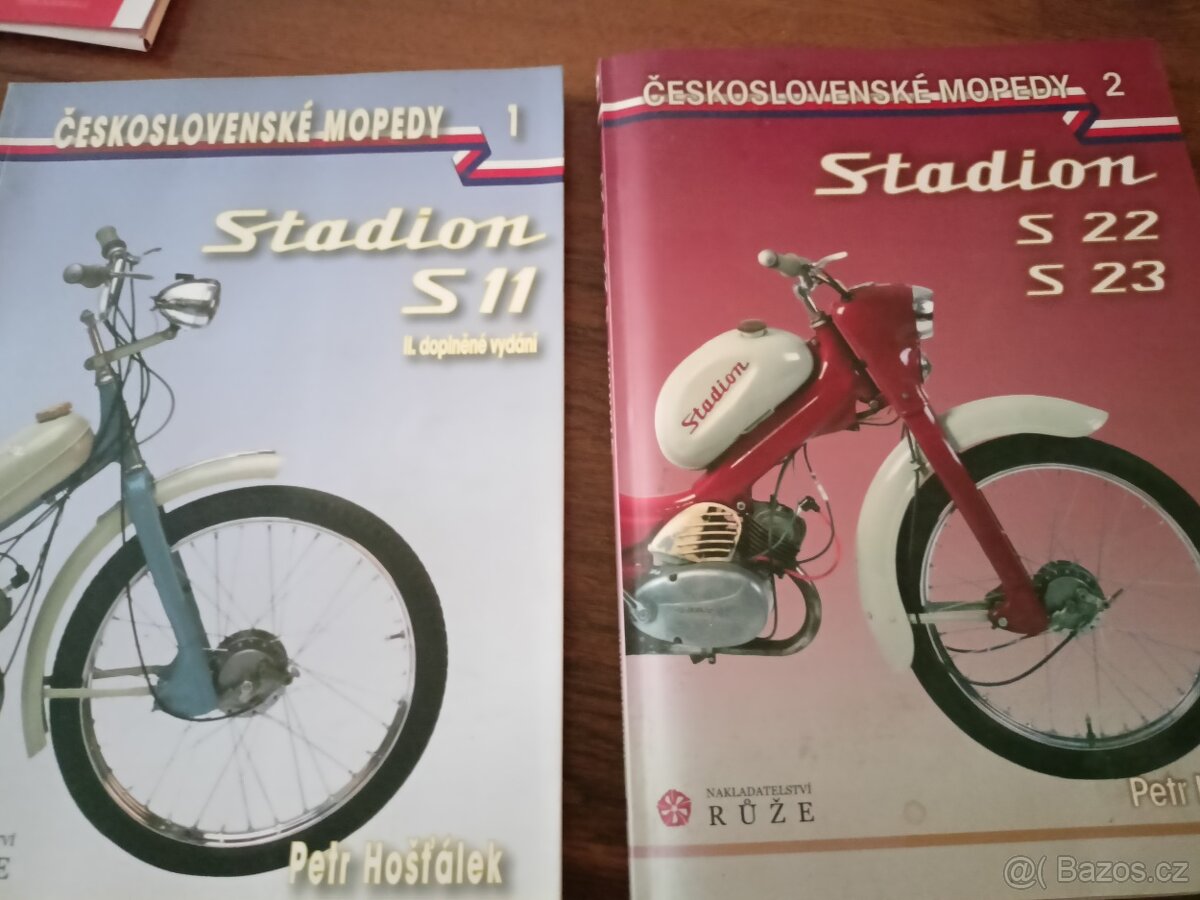 ČESKOSLOVENSKÉ MOPEDY 1
Stadion
S 11
II. doplněné vydání
Petr Hošťálek
ČESKOSLOVENSKÉ MOPEDY 2
Stadion
S 22
S 23
Stadion
NAKLADATELSTVÍ
RŮŽE
Petr
@( Bazos.cz